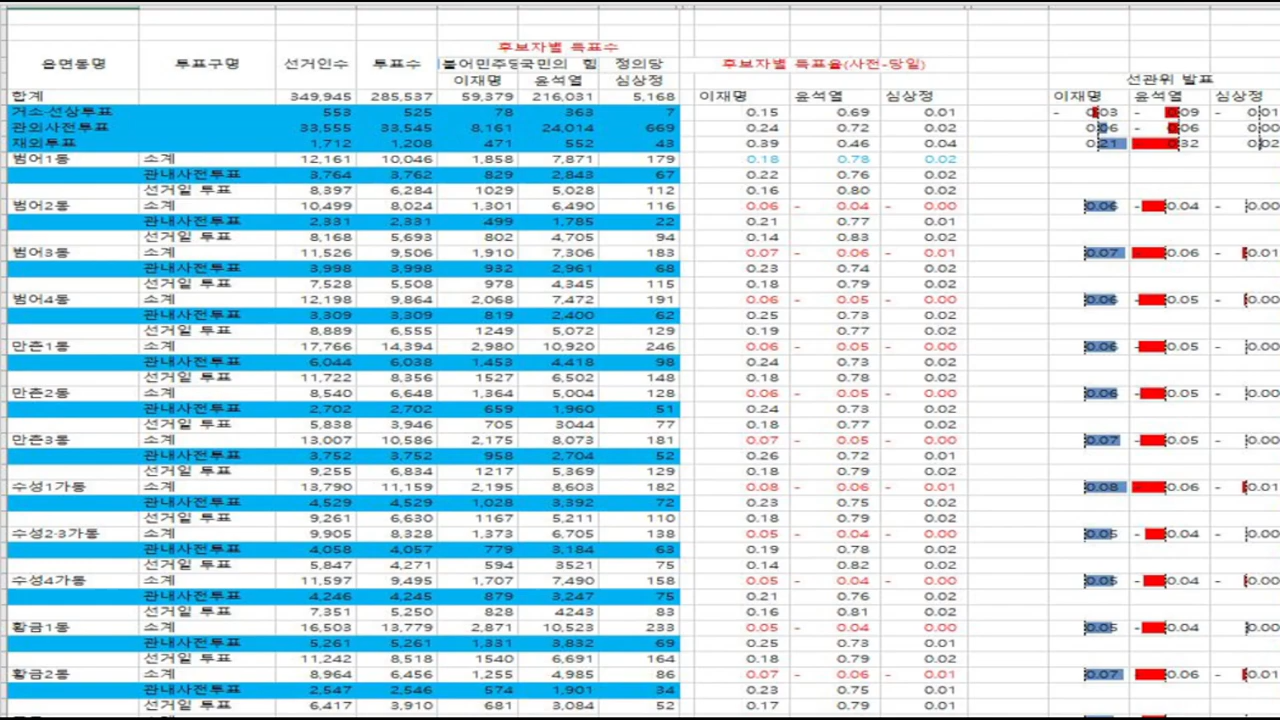 후보자별 득표수
읍면동명 투표구명 선거인수 투표수 불어민주당 국민의 힘 정의당 후보자별 득표율(사전-당일)
이재명 윤석열 심상정 선관위 발표
합계 349,945 285,537 59,379 216,031 5,168 이재명 윤석열 심상정 이재명 윤석열 심상정
거소·선상투표 553 525 78 363 7 0.15 0.69 0.01 - 0.03 - 0.09 - 0.01
관외사전투표 33,555 33,545 8,161 24,014 669 0.24 0.72 0.02 0.06 - 0.06 0.00
재외투표 1,712 1,208 471 552 43 0.39 0.46 0.04 0.21 0.32 0.02
범어1동 소계 12,161 10,046 1,858 7,871 179 0.18 0.78 0.02
관내사전투표 3,764 3,762 829 2,843 67 0.22 0.76 0.02
선거일 투표 8,397 6,284 1029 5,028 112 0.16 0.80 0.02
범어2동 소계 10,499 8,024 1,301 6,490 116 0.06 - 0.04 - 0.00 0.06 - 0.04 - 0.00
관내사전투표 2,331 2,331 499 1,785 22 0.21 0.77 0.01
선거일 투표 8,168 5,693 802 4,705 94 0.14 0.83 0.02
범어3동 소계 11,526 9,506 1,910 7,306 183 0.07 - 0.06 - 0.01 0.07 - 0.06 - 0.01
관내사전투표 3,998 3,998 932 2,961 68 0.23 0.74 0.02
선거일 투표 7,528 5,508 978 4,345 115 0.18 0.79 0.02
범어4동 소계 12,198 9,864 2,068 7,472 191 0.06 - 0.05 - 0.00 0.06 - 0.05 - 0.00
관내사전투표 3,309 3,309 819 2,400 62 0.25 0.73 0.02
선거일 투표 8,889 6,555 1249 5,072 129 0.19 0.77 0.02
만촌1동 소계 17,766 14,394 2,980 10,920 246 0.06 - 0.05 - 0.00 0.06 - 0.05 - 0.00
관내사전투표 6,044 6,038 1,453 4,418 98 0.24 0.73 0.02
선거일 투표 11,722 8,356 1527 6,502 148 0.18 0.78 0.02
만촌2동 소계 8,540 6,648 1,364 5,004 128 0.06 - 0.05 - 0.00 0.06 - 0.05 - 0.00
관내사전투표 2,702 2,702 659 1,960 51 0.24 0.73 0.02
선거일 투표 5,838 3,946 705 3044 77 0.18 0.77 0.02
만촌3동 소계 13,007 10,586 2,175 8,073 181 0.07 - 0.05 - 0.00 0.07 - 0.05 - 0.00
관내사전투표 3,752 3,752 958 2,704 52 0.26 0.72 0.01
선거일 투표 9,255 6,834 1217 5,369 129 0.18 0.79 0.02
수성1가동 소계 13,790 11,159 2,195 8,603 182 0.08 - 0.06 - 0.01 0.08 - 0.06 - 0.01
관내사전투표 4,529 4,529 1,028 3,392 72 0.23 0.75 0.02
선거일 투표 9,261 6,630 1167 5,211 110 0.18 0.79 0.02
수성2·3가동 소계 9,905 8,328 1,373 6,705 138 0.05 - 0.04 - 0.00 0.05 - 0.04 - 0.00
관내사전투표 4,058 4,057 779 3,184 63 0.19 0.78 0.02
선거일 투표 5,847 4,271 594 3521 75 0.14 0.82 0.02
수성4가동 소계 11,597 9,495 1,707 7,490 158 0.05 - 0.04 - 0.00 0.05 - 0.04 - 0.00
관내사전투표 4,246 4,245 879 3,247 75 0.21 0.76 0.02
선거일 투표 7,351 5,250 828 4243 83 0.16 0.81 0.02
황금1동 소계 16,503 13,779 2,871 10,523 233 0.05 - 0.04 0.00 0.05 - 0.04 0.00
관내사전투표 5,261 5,261 1,331 3,832 69 0.25 0.73 0.01
선거일 투표 11,242 8,518 1540 6,691 164 0.18 0.79 0.02
황금2동 소계 8,964 6,456 1,255 4,985 86 0.07 - 0.06 - 0.01 0.07 - 0.06 - 0.01
관내사전투표 2,547 2,546 574 1,901 34 0.23 0.75 0.01
선거일 투표 6,417 3,910 681 3,084 52 0.17 0.79 0.01